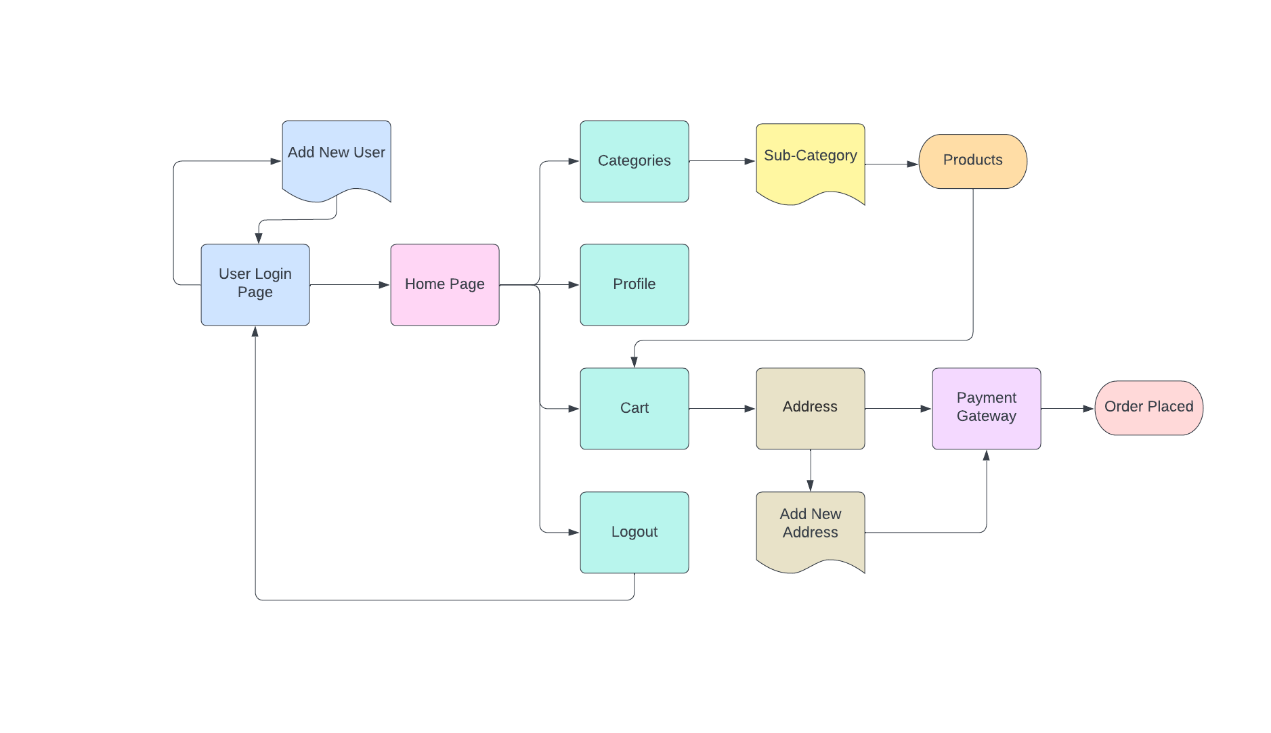 Add New User
Categories
Sub-Category
Products
User Login
Page
Home Page
Profile
Cart
Address
Payment
Gateway
Order Placed
Logout
Add New
Address